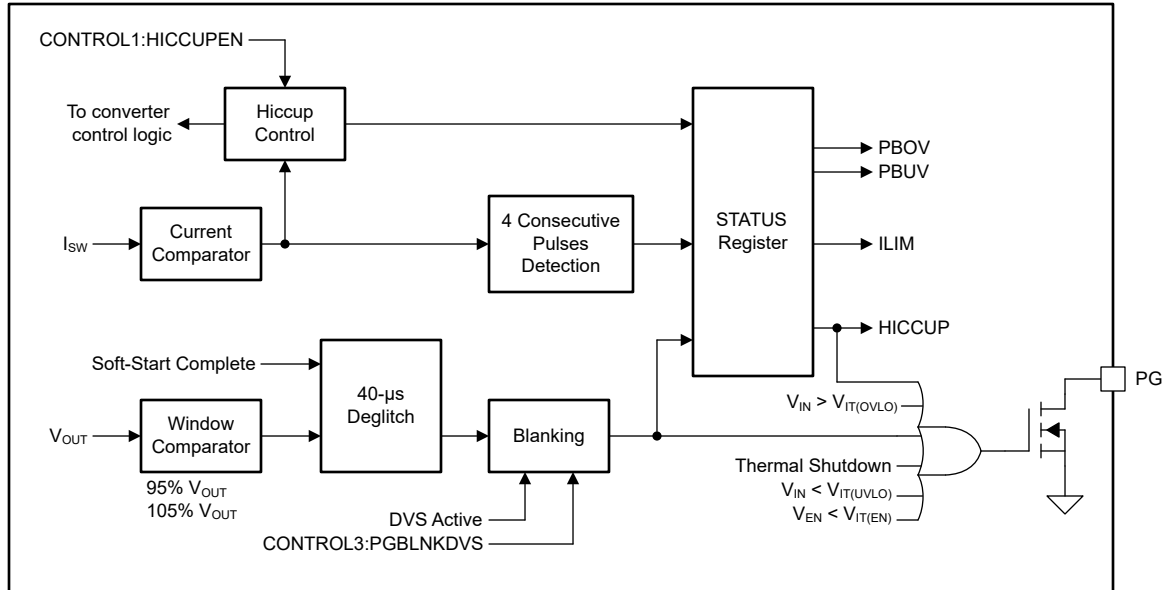 CONTROL1:HICCUPEN
To converter
control logic
Hiccup
Control
PBOV
PBUV
STATUS
Register
4 Consecutive
Pulses
Detection
I_SW
Current
Comparator
ILIM
HICCUP
Soft-Start Complete
40-µs
Deglitch
PG
V_IN > V_IT(OVLO)
V_OUT
Window
Comparator
Blanking
Thermal Shutdown
95% V_OUT
105% V_OUT
V_IN < V_IT(UVLO)
V_EN < V_IT(EN)
DVS Active
CONTROL3:PGBLNKDVS